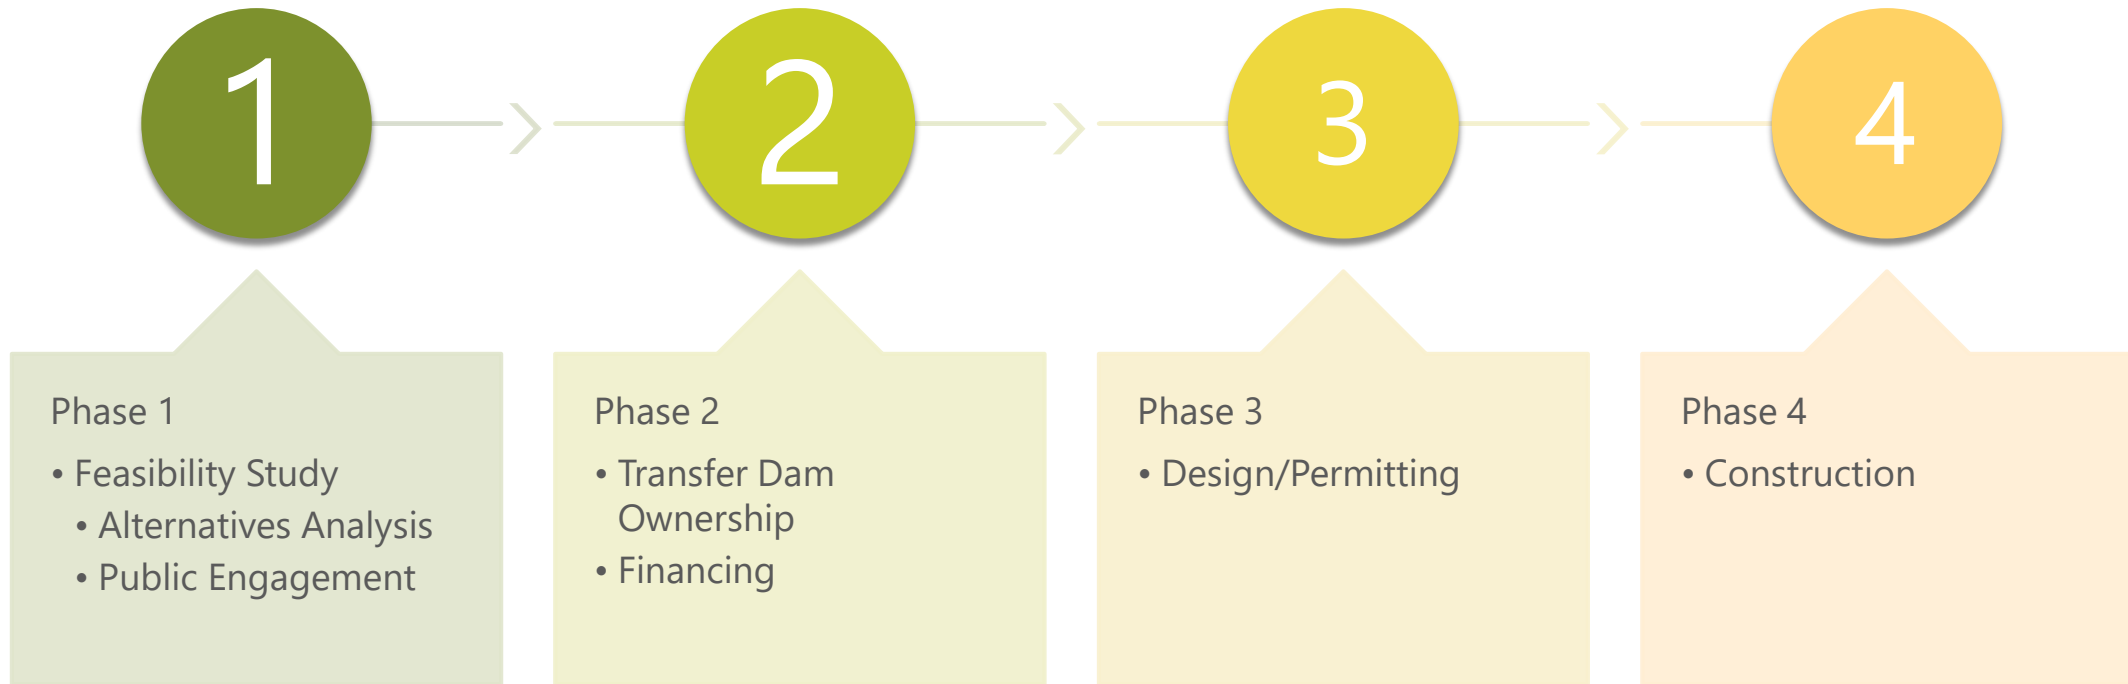 1
2
3
4
Phase 1
• Feasibility Study
• Alternatives Analysis
• Public Engagement
Phase 2
• Transfer Dam
Ownership
• Financing
Phase 3
• Design/Permitting
Phase 4
• Construction